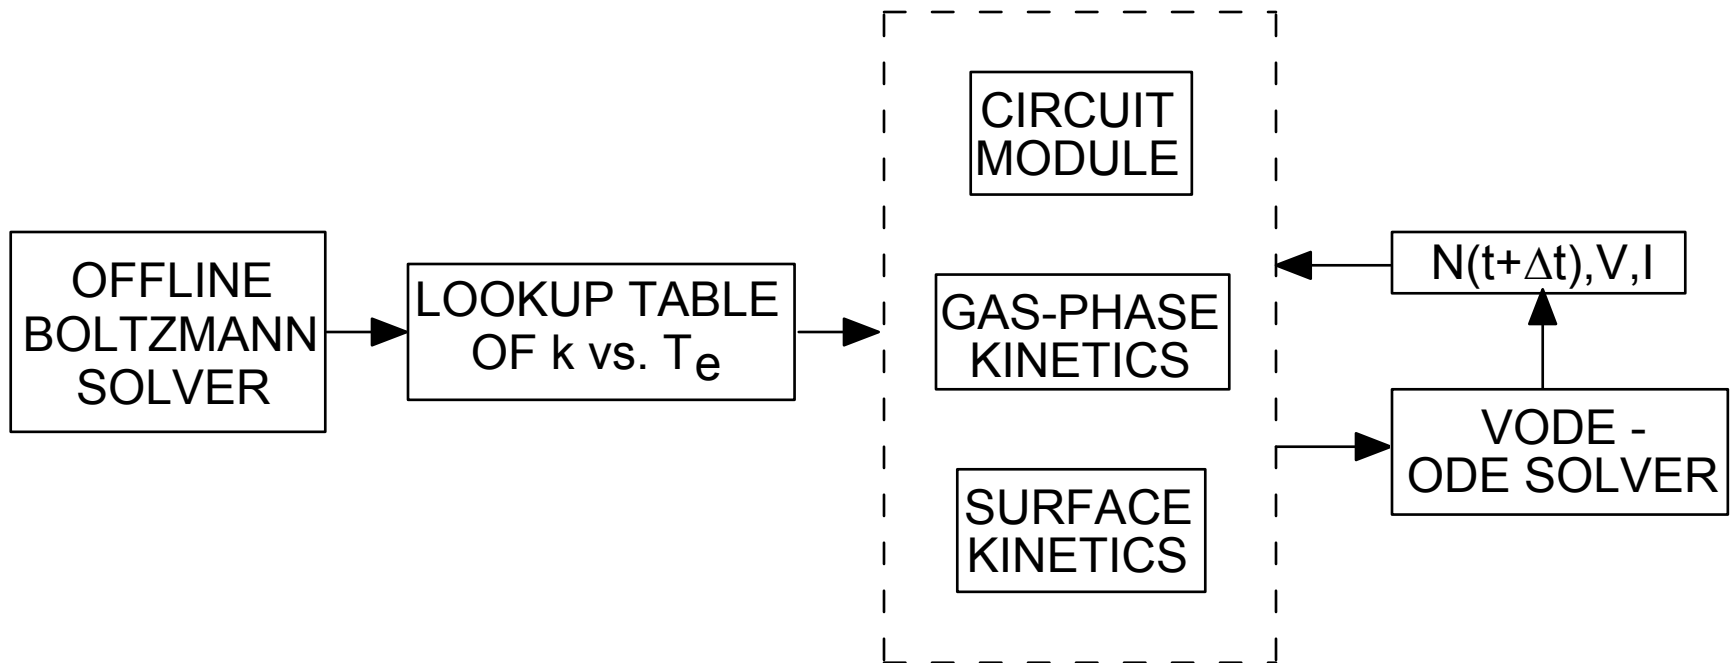 OFFLINE
BOLTZMANN
SOLVER
LOOKUP TABLE
OF k vs. Te
CIRCUIT
MODULE
GAS-PHASE
KINETICS
SURFACE
KINETICS
N(t+Δt),V,I
VODE -
ODE SOLVER